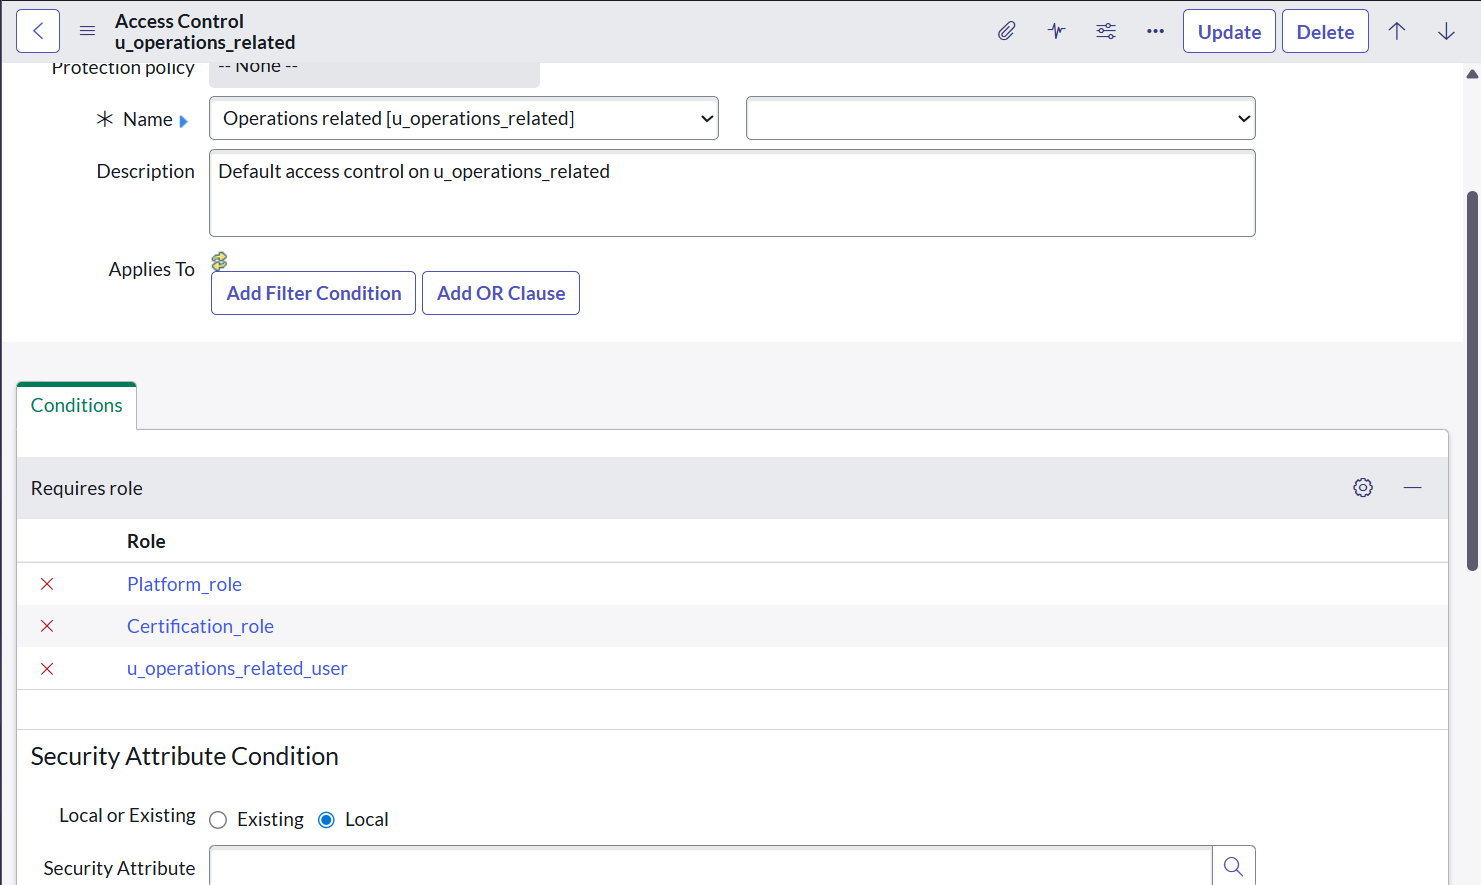 Access Control
u_operations_related
Update
Delete
Protection policy
-- None --
Name
Operations related [u_operations_related]
Description
Default access control on u_operations_related
Applies To
Add Filter Condition
Add OR Clause
Conditions
Requires role
Role
Platform_role
Certification_role
u_operations_related_user
Security Attribute Condition
Local or Existing
Existing
Local
Security Attribute